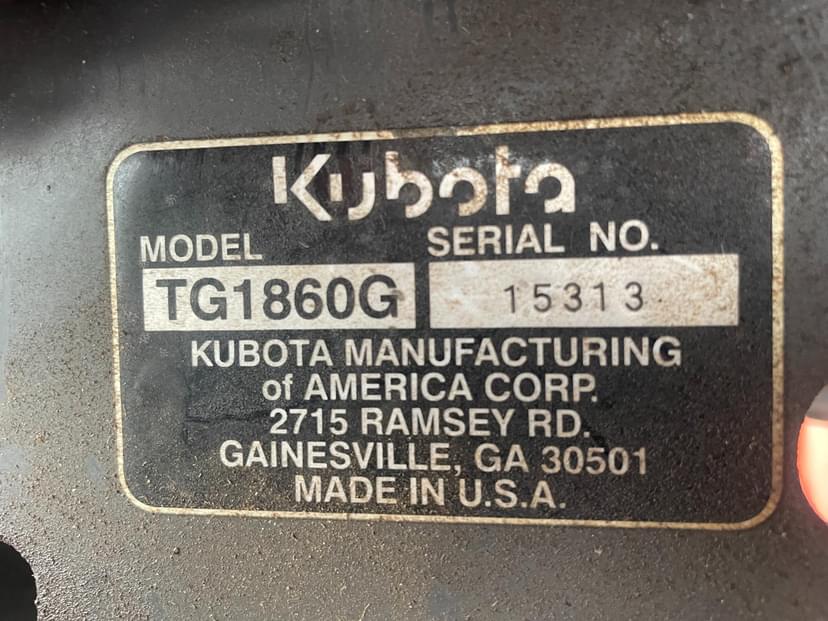 Kubota
MODEL SERIAL NO.
TG1860G 15313
KUBOTA MANUFACTURING
of AMERICA CORP.
2715 RAMSEY RD.
GAINESVILLE, GA 30501
MADE IN U.S.A.